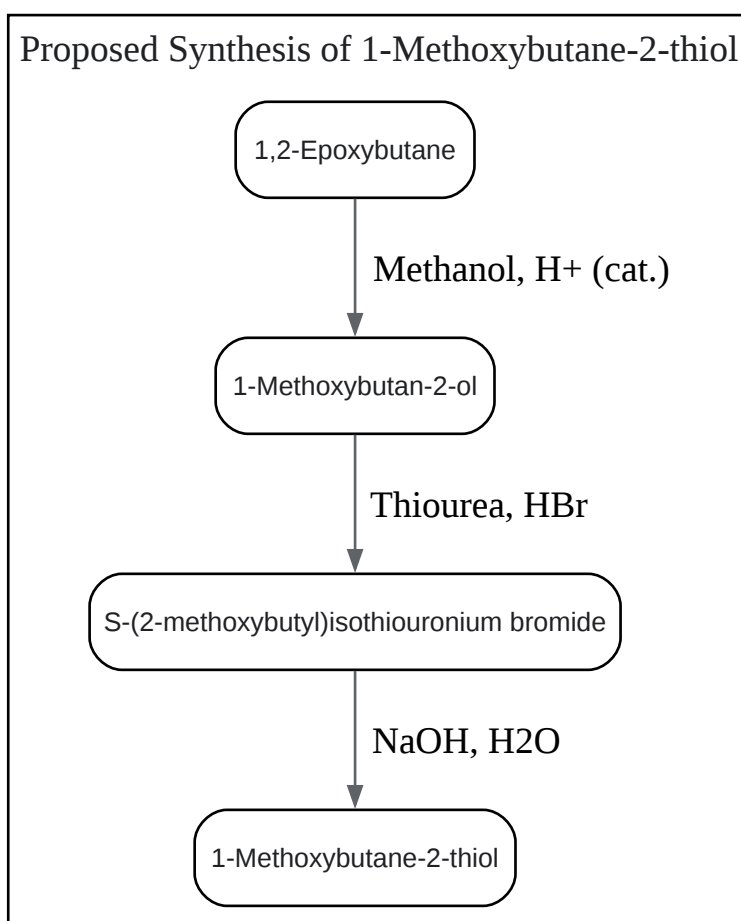 Proposed Synthesis of 1-Methoxybutane-2-thiol
1,2-Epoxybutane
Methanol, H+ (cat.)
1-Methoxybutan-2-ol
Thiourea, HBr
S-(2-methoxybutyl)isothiouronium bromide
NaOH, H2O
1-Methoxybutane-2-thiol